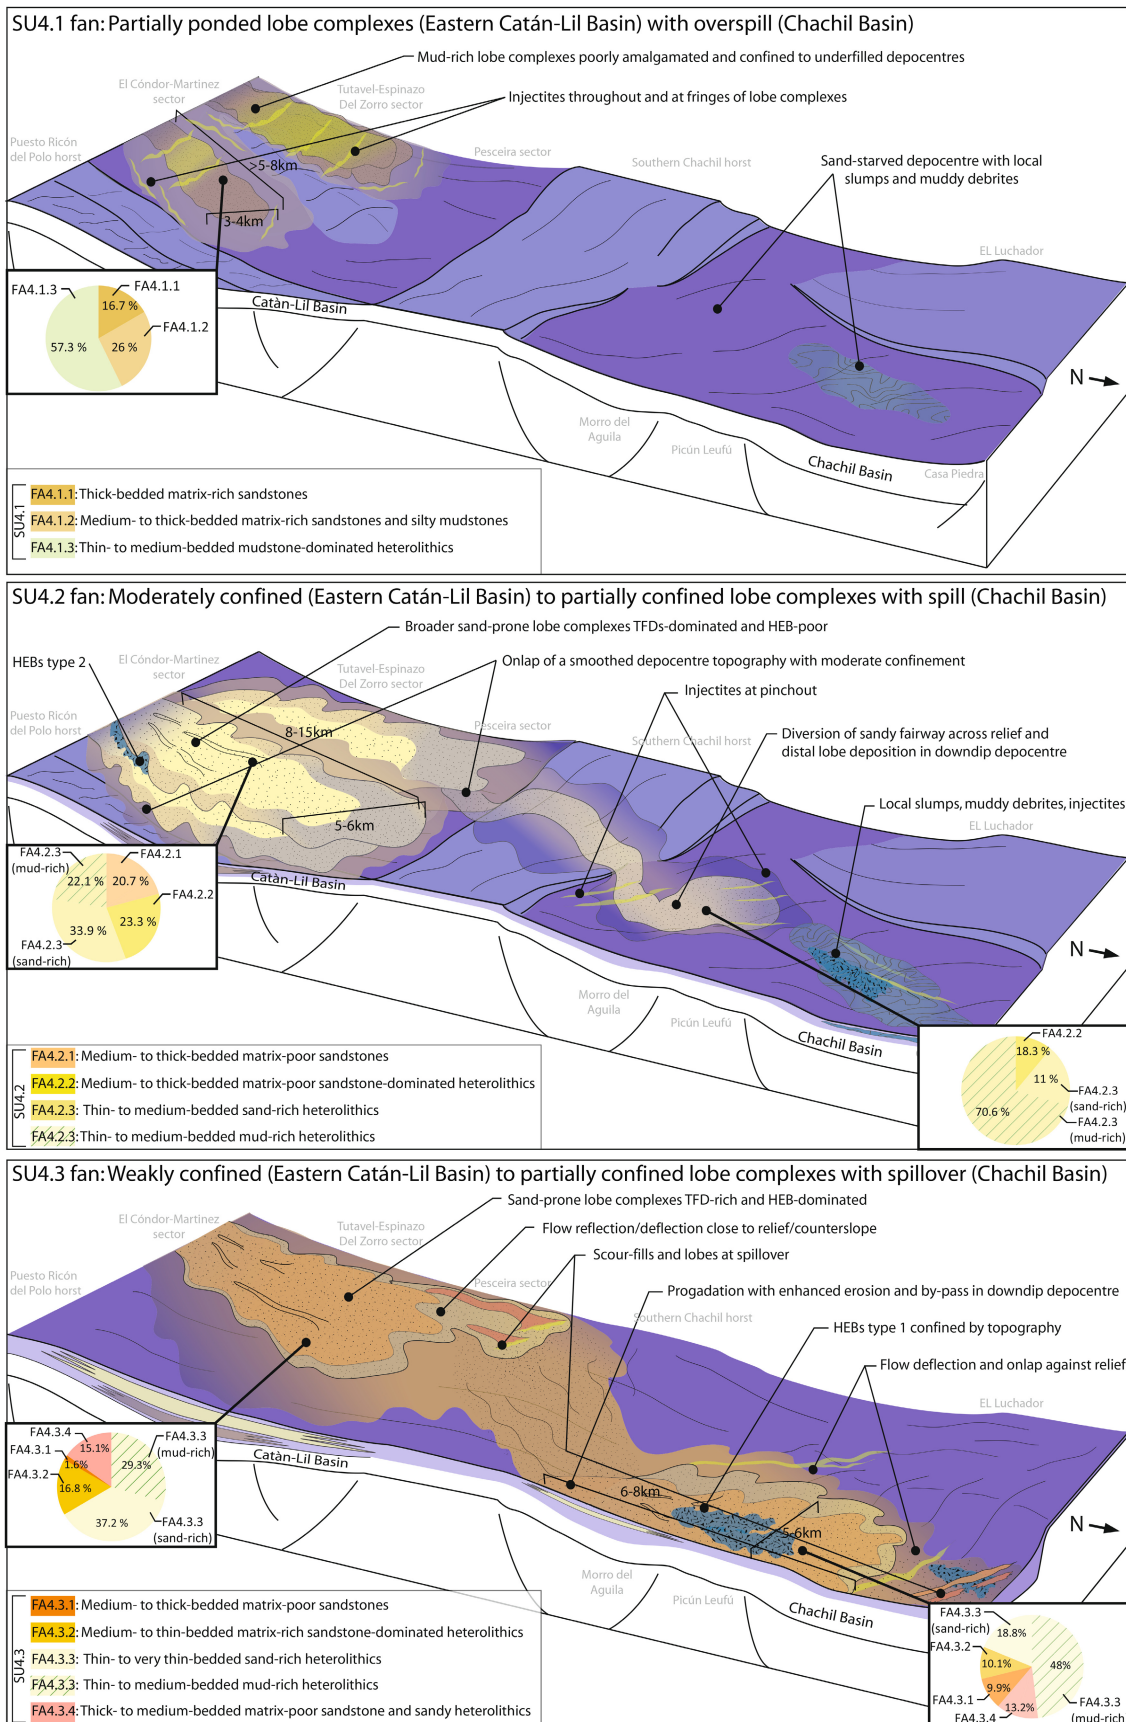 SU4.1 fan: Partially ponded lobe complexes (Eastern Catán-Lil Basin) with overspill (Chachil Basin)
Mud-rich lobe complexes poorly amalgamated and confined to underfilled depocentres
El Cóndor-Martinez
sector
Tutavel-Espinazo
Del Zorro sector
Injectites throughout and at fringes of lobe complexes
Puesto Ricón
del Polo horst
Pesceira sector
Southern Chachil horst
Sand-starved depocentre with local
slumps and muddy debrites
>5-8km
3-4km
EL Luchador
FA4.1.3
FA4.1.1
16.7 %
FA4.1.2
57.3 %
26 %
Catàn-Lil Basin
N
Morro del
Aguila
Picún Leufú
Chachil Basin
Casa Piedra
SU4.1
FA4.1.1: Thick-bedded matrix-rich sandstones
FA4.1.2: Medium- to thick-bedded matrix-rich sandstones and silty mudstones
FA4.1.3: Thin- to medium-bedded mudstone-dominated heterolithics
SU4.2 fan: Moderately confined (Eastern Catán-Lil Basin) to partially confined lobe complexes with spill (Chachil Basin)
Broader sand-prone lobe complexes TFDs-dominated and HEB-poor
HEBs type 2
El Cóndor-Martinez
sector
Tutavel-Espinazo
Del Zorro sector
Onlap of a smoothed depocentre topography with moderate confinement
Injectites at pinchout
Puesto Ricón
del Polo horst
Pesceira sector
Southern Chachil horst
Diversion of sandy fairway across relief and
distal lobe deposition in downdip depocentre
8-15km
5-6km
Local slumps, muddy debrites, injectites
EL Luchador
FA4.2.3
(mud-rich)
FA4.2.1
22.1 %
20.7 %
FA4.2.2
23.3 %
33.9 %
FA4.2.3
(sand-rich)
Catàn-Lil Basin
N
Morro del
Aguila
Picún Leufú
Chachil Basin
FA4.2.2
18.3 %
11 %
FA4.2.3
(sand-rich)
70.6 %
FA4.2.3
(mud-rich)
SU4.2
FA4.2.1: Medium- to thick-bedded matrix-poor sandstones
FA4.2.2: Medium- to thick-bedded matrix-poor sandstone-dominated heterolithics
FA4.2.3: Thin- to medium-bedded sand-rich heterolithics
FA4.2.3: Thin- to medium-bedded mud-rich heterolithics
SU4.3 fan: Weakly confined (Eastern Catán-Lil Basin) to partially confined lobe complexes with spillover (Chachil Basin)
Sand-prone lobe complexes TFD-rich and HEB-dominated
El Cóndor-Martinez
sector
Tutavel-Espinazo
Del Zorro sector
Flow reflection/deflection close to relief/counterslope
Scour-fills and lobes at spillover
Puesto Ricón
del Polo horst
Pesceira sector
Progadation with enhanced erosion and by-pass in downdip depocentre
Southern Chachil horst
HEBs type 1 confined by topography
Flow deflection and onlap against relief
EL Luchador
FA4.3.4
15.1%
FA4.3.3
(mud-rich)
FA4.3.1
1.6%
29.3%
FA4.3.2
16.8 %
37.2 %
FA4.3.3
(sand-rich)
Catàn-Lil Basin
6-8km
5-6km
N
Morro del
Aguila
Picún Leufú
Chachil Basin
FA4.3.3
(sand-rich)
18.8%
FA4.3.2
10.1%
48%
9.9%
FA4.3.1
13.2%
FA4.3.4
FA4.3.3
(mud-rich
SU4.3
FA4.3.1: Medium- to thick-bedded matrix-poor sandstones
FA4.3.2: Medium- to thin-bedded matrix-rich sandstone-dominated heterolithics
FA4.3.3: Thin- to very thin-bedded sand-rich heterolithics
FA4.3.3: Thin- to medium-bedded mud-rich heterolithics
FA4.3.4: Thick- to medium-bedded matrix-poor sandstone and sandy heterolithics